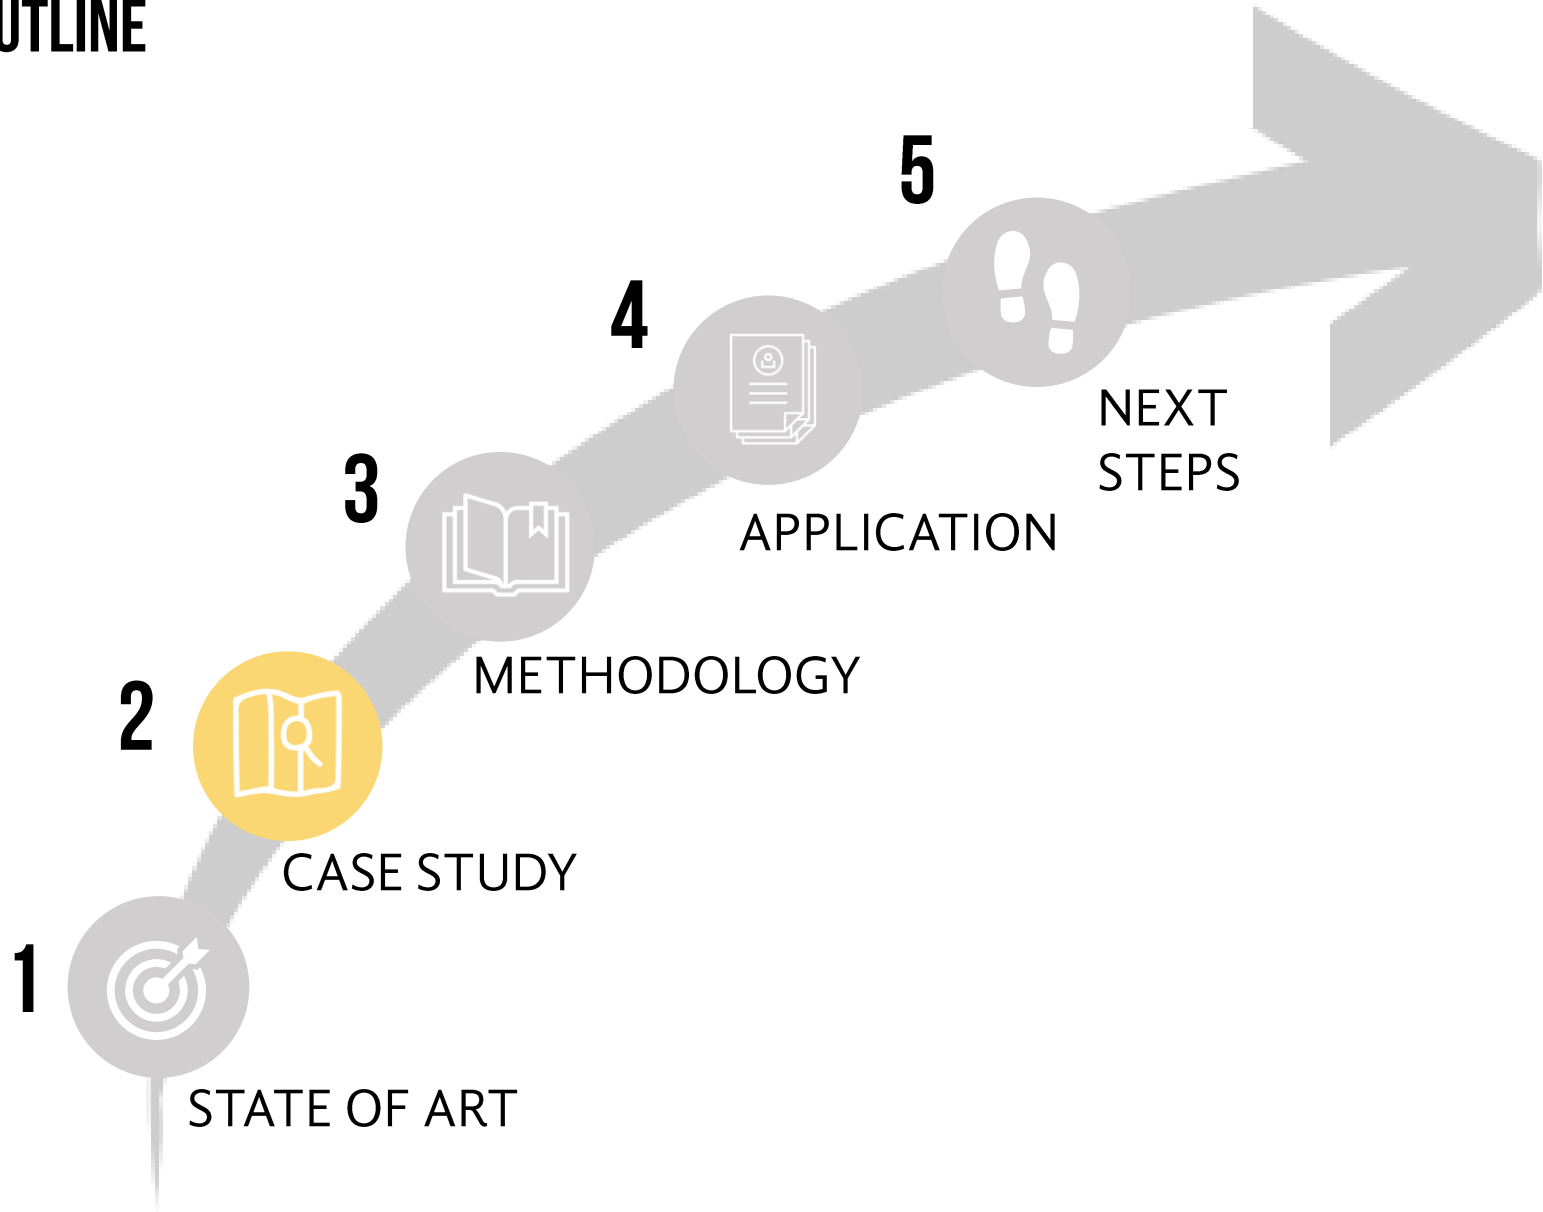 UTLINE
5
NEXT
STEPS
4
APPLICATION
3
METHODOLOGY
2
CASE STUDY
1
STATE OF ART